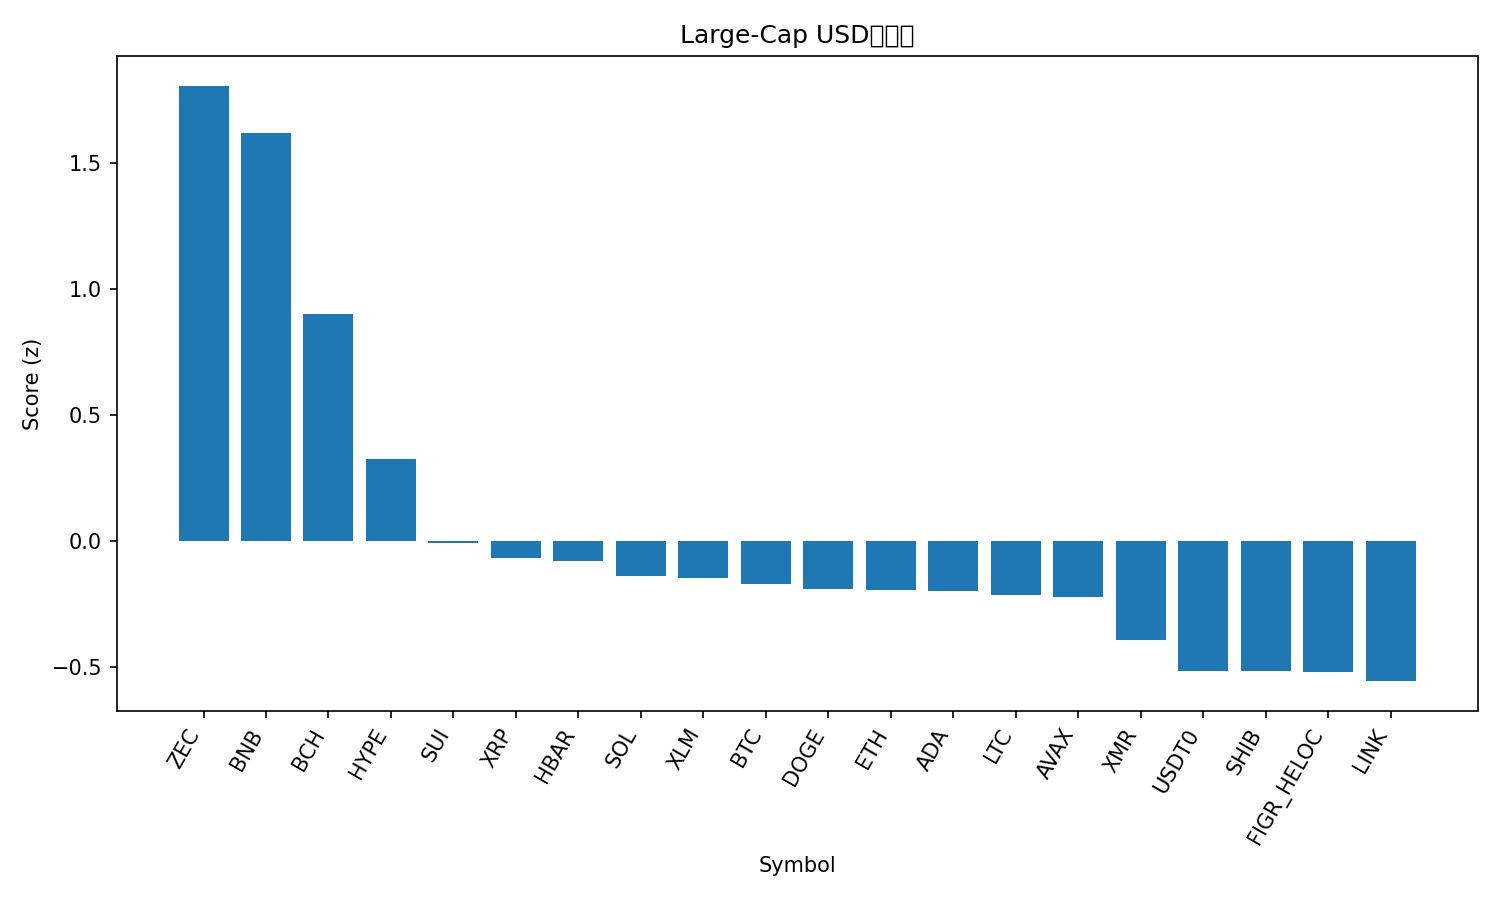 Large-Cap USD
Score (z)
1.5
1.0
0.5
0.0
−0.5
ZEC
BNB
BCH
HYPE
SUI
XRP
HBAR
SOL
XLM
BTC
DOGE
ETH
ADA
LTC
AVAX
XMR
USDT0
SHIB
FIGR_HELOC
LINK
Symbol